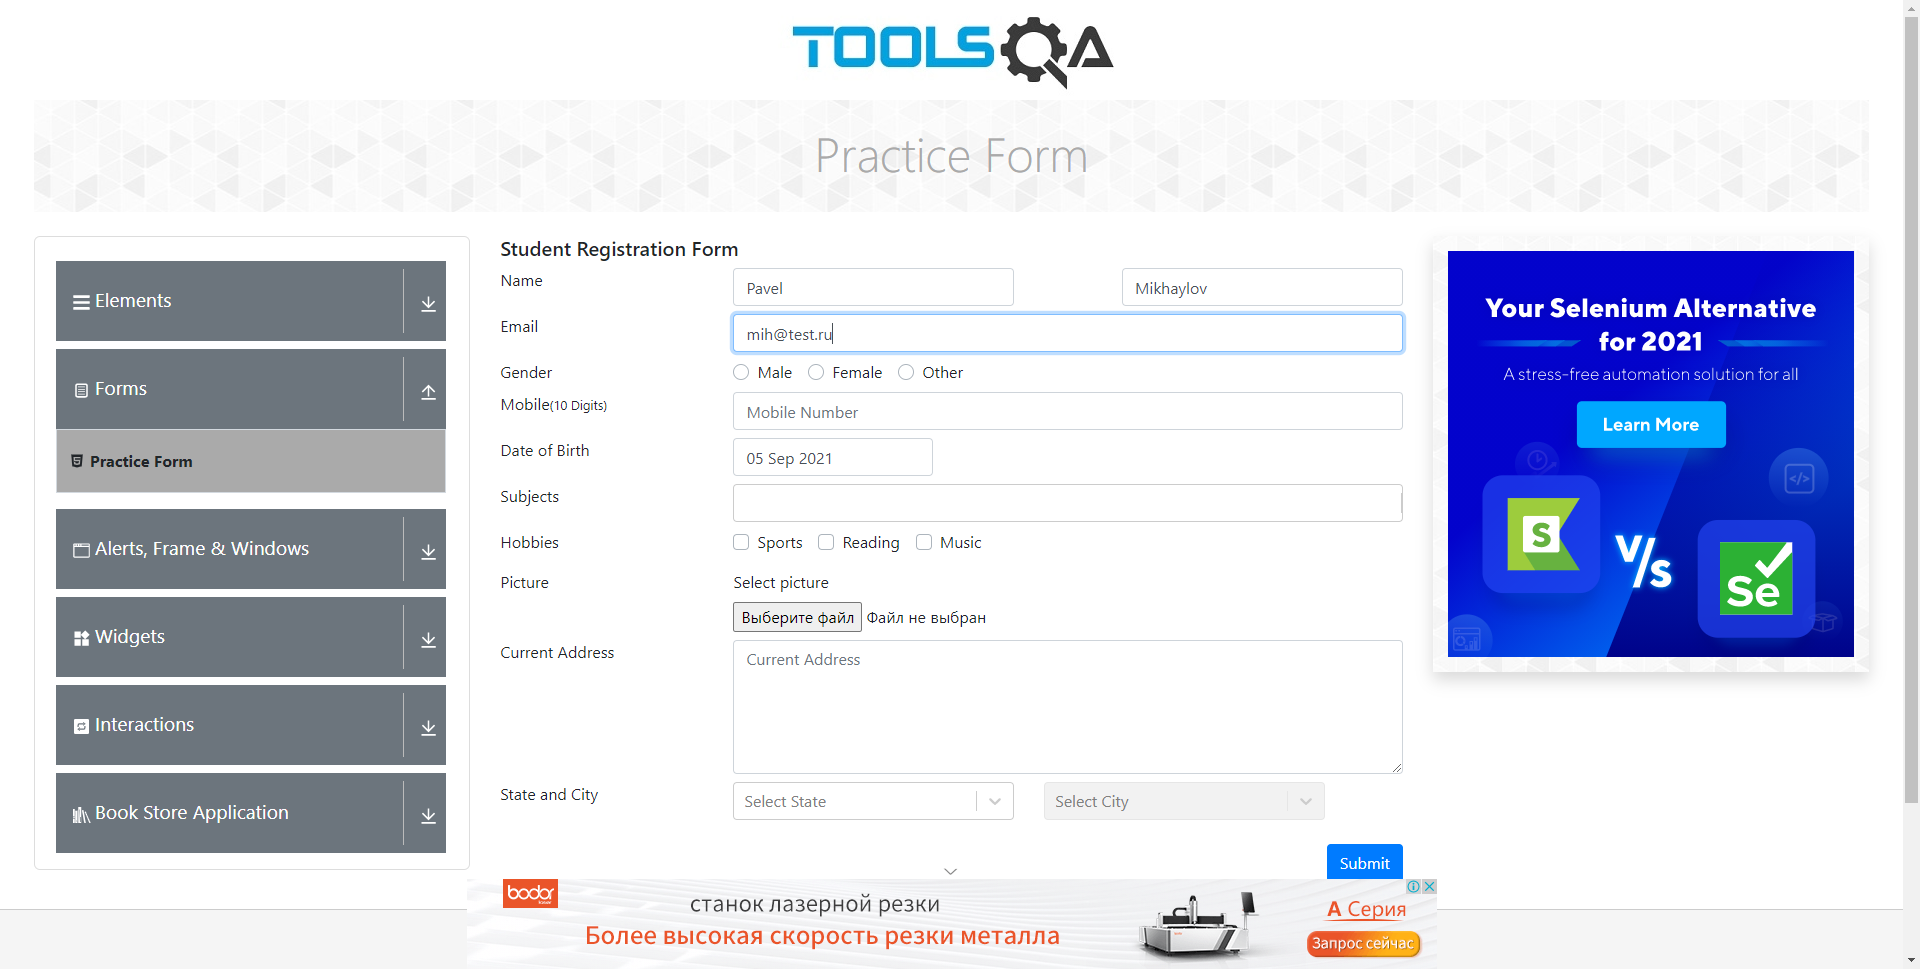 TOOLSQA
Practice Form
Elements
Forms
Practice Form
Alerts, Frame & Windows
Widgets
Interactions
Book Store Application
Student Registration Form
Name
Pavel
Mikhaylov
Email
mih@test.ru
Gender
Male
Female
Other
Mobile(10 Digits)
Mobile Number
Date of Birth
05 Sep 2021
Subjects
Hobbies
Sports
Reading
Music
Picture
Select picture
Выберите файл
Файл не выбран
Current Address
Current Address
State and City
Select State
Select City
Submit
Your Selenium Alternative
for 2021
A stress-free automation solution for all
Learn More
S
V/S
Se
bodor
станок лазерной резки
Более высокая скорость резки металла
А Серия
Запрос сейчас